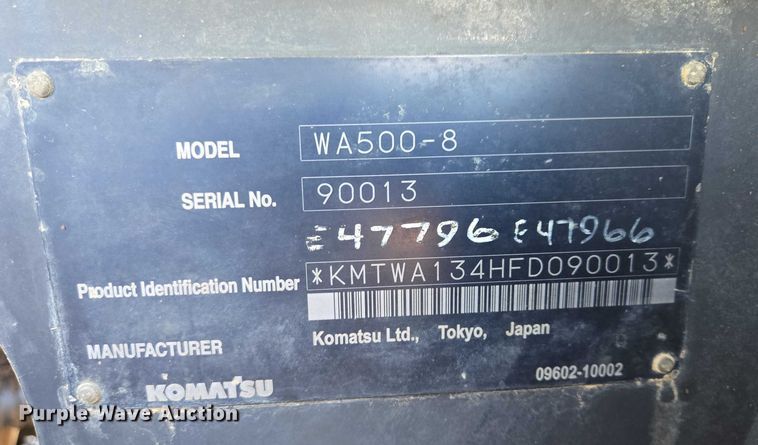 MODEL WA500-8
SERIAL No. 90013
E47796 E47966
Product Identification Number *KMTWA134HFD090013*
MANUFACTURER Komatsu Ltd., Tokyo, Japan
KOMATSU 09602-10002
Purple Wave Auction